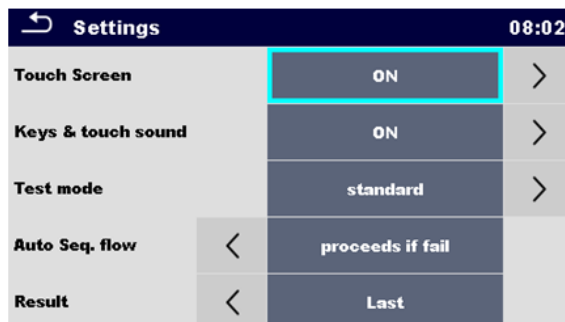 Settings 08:02
Touch Screen ON
Keys & touch sound ON
Test mode standard
Auto Seq. flow proceeds if fail
Result Last